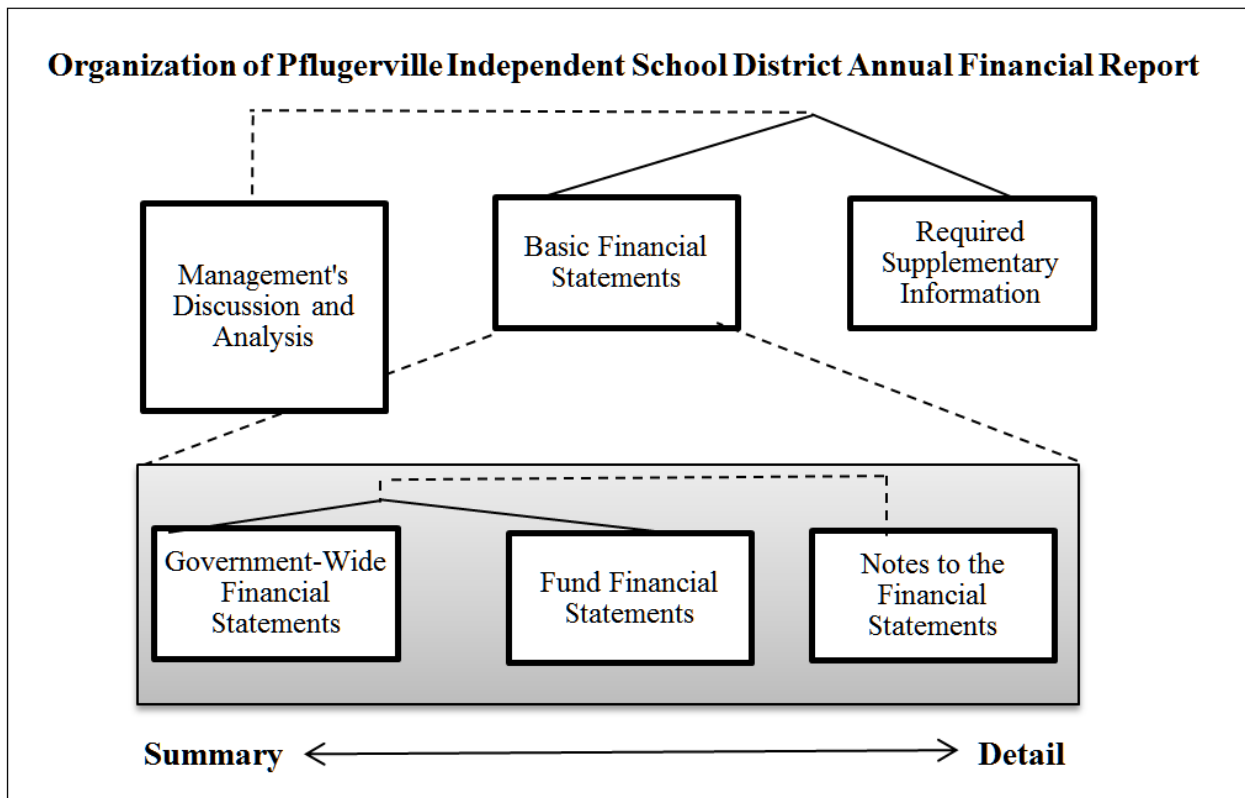 Organization of Pflugerville Independent School District Annual Financial Report
Management's
Discussion and
Analysis
Basic Financial
Statements
Required
Supplementary
Information
Government-Wide
Financial
Statements
Fund Financial
Statements
Notes to the
Financial
Statements
Summary
Detail